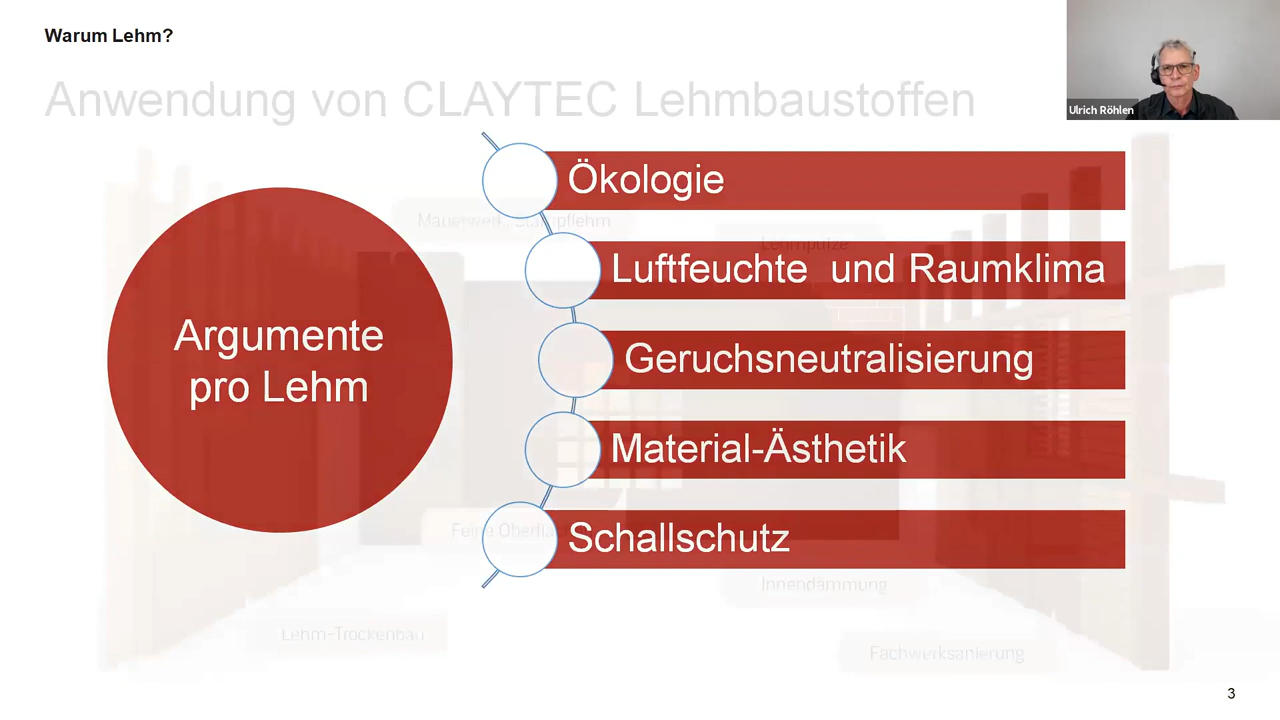 Warum Lehm?
Anwendung von CLAYTEC Lehmbaustoffen
Ulrich Röhlen
Argumente
pro Lehm
Ökologie
Luftfeuchte und Raumklima
Geruchsneutralisierung
Material-Ästhetik
Schallschutz
Lehmputze
Innendämmung
Lehm-Trockenbau
Fachwerksanierung
3